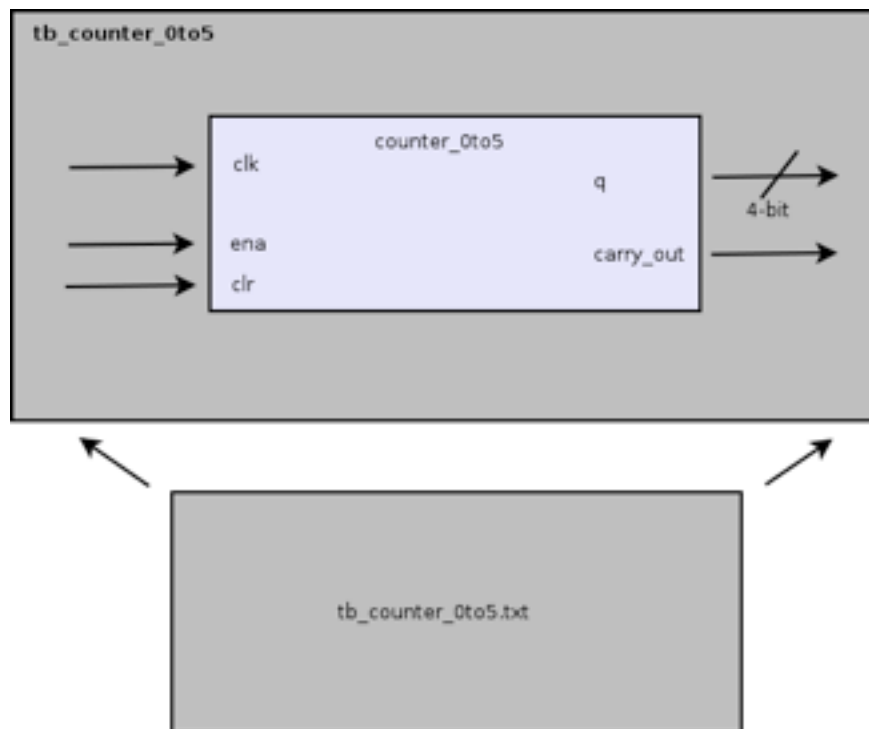 tb_counter_0to5
counter_0to5
clk
q
4-bit
ena
carry_out
clr
tb_counter_0to5.txt